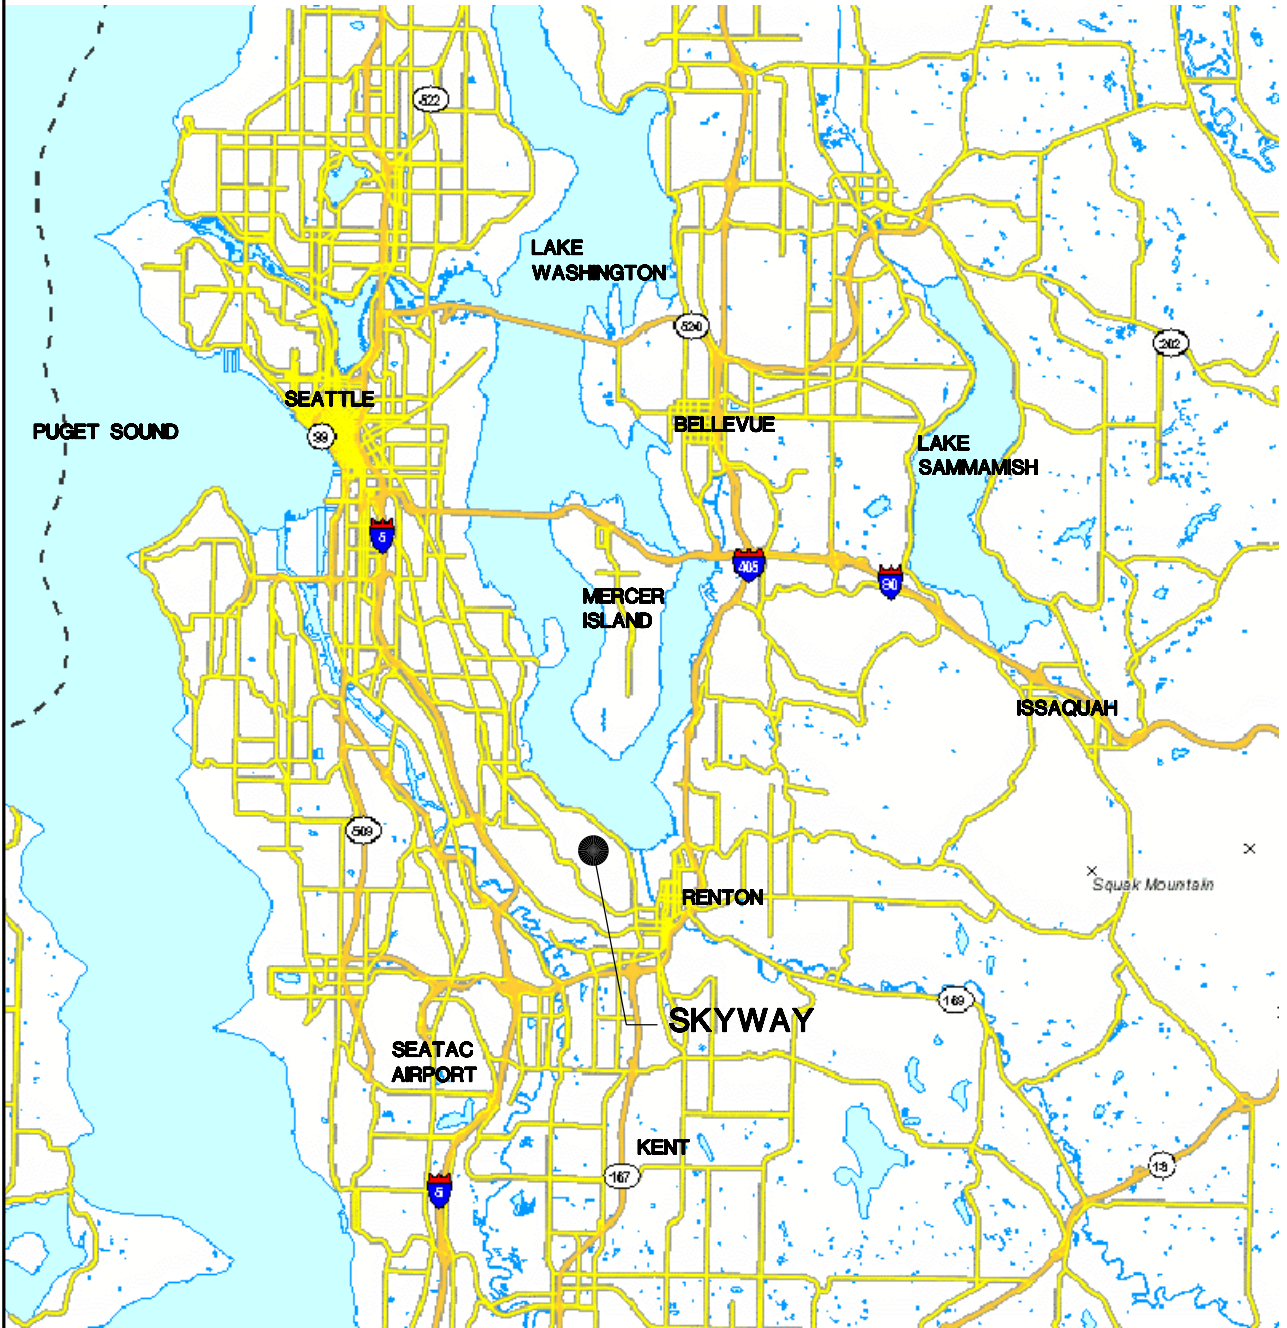 522
LAKE
WASHINGTON
520
202
SEATTLE
PUGET SOUND
99
BELLEVUE
LAKE
SAMMAMISH
5
405
90
MERCER
ISLAND
ISSAQUAH
509
Squak Mountain
RENTON
169
SKYWAY
SEATAC
AIRPORT
KENT
167
18
5